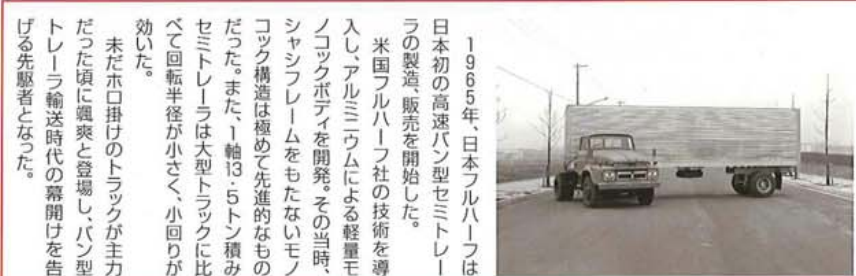 1965年、日本フルハーフは
日本初の高速バン型セミトレー
ラの製造、販売を開始した。
米国フルハーフ社の技術を導
入し、アルミニウムによる軽量モ
ノコックボディを開発。その当時、
シャシフレームをもたないモノ
コック構造は極めて先進的なもの
だった。また、1軸13・5トン積み
セミトレーラは大型トラックに比
べて回転半径が小さく、小回りが
効いた。
未だホロ掛けのトラックが主力
だった頃に颯爽と登場し、バン型
トレーラ輸送時代の幕開けを告
げる先駆者となった。